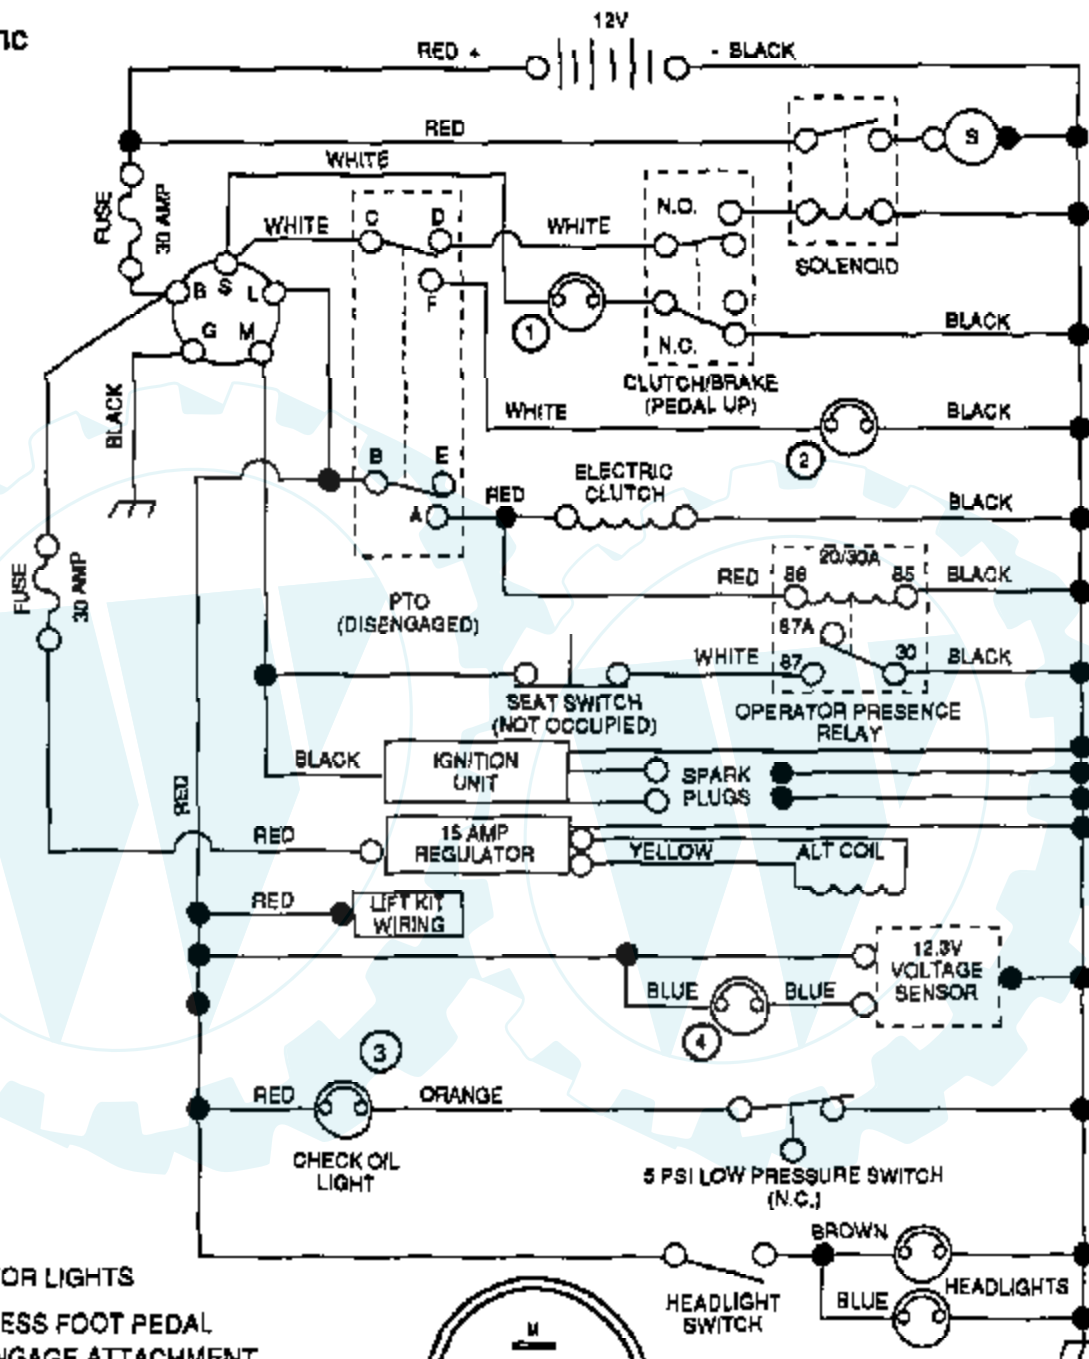 12V
RED +
- BLACK
RED
S
WHITE
FUSE
30 AMP
C
D
WHITE
WHITE
N.O.
SOLENOID
B
S
L
F
G
M
1
N.C.
BLACK
CLUTCH/BRAKE
(PEDAL UP)
BLACK
WHITE
BLACK
2
B
E
ELECTRIC
CLUTCH
RED
A
BLACK
FUSE
30 AMP
20/30A
RED
86
85
BLACK
PTO
(DISENGAGED)
87A
WHITE
87
30
BLACK
SEAT SWITCH
(NOT OCCUPIED)
OPERATOR PRESENCE
RELAY
BLACK
IGNITION
UNIT
SPARK
PLUGS
RED
RED
15 AMP
REGULATOR
YELLOW
ALT COIL
RED
LIFT KIT
WIRING
12.3V
VOLTAGE
SENSOR
BLUE
BLUE
4
3
RED
ORANGE
CHECK OIL
LIGHT
5 PSI LOW PRESSURE SWITCH
(N.C.)
BROWN
HEADLIGHTS
BLUE
HEADLIGHT
SWITCH
OR LIGHTS
ESS FOOT PEDAL
NGAGE ATTACHMENT
M